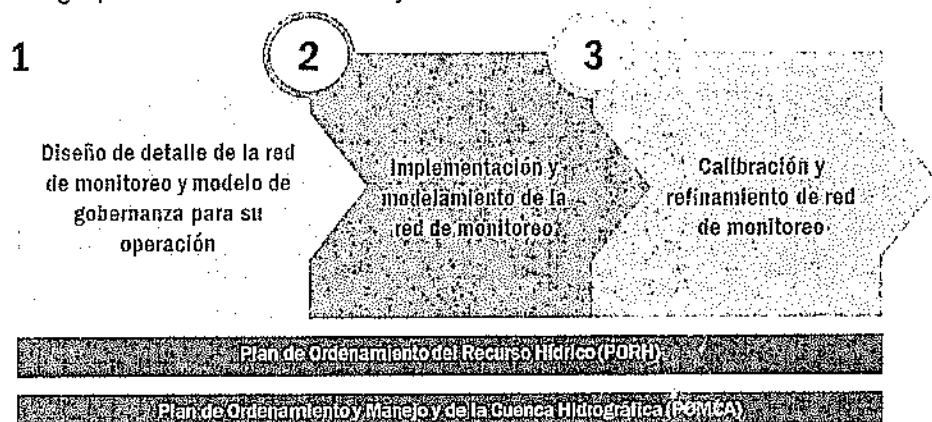 1
2
3
Diseño de detalle de la red
de monitoreo y modelo de
gobernanza para su
operación
Implementación y
modelamiento de la
red de monitoreo
Calibración y
refinamiento de red
de monitoreo
Plan de Ordenamiento del Recurso Hídrico (PORH)
Plan de Ordenamiento y Manejo y de la Cuenca Hidrográfica (POMCA)